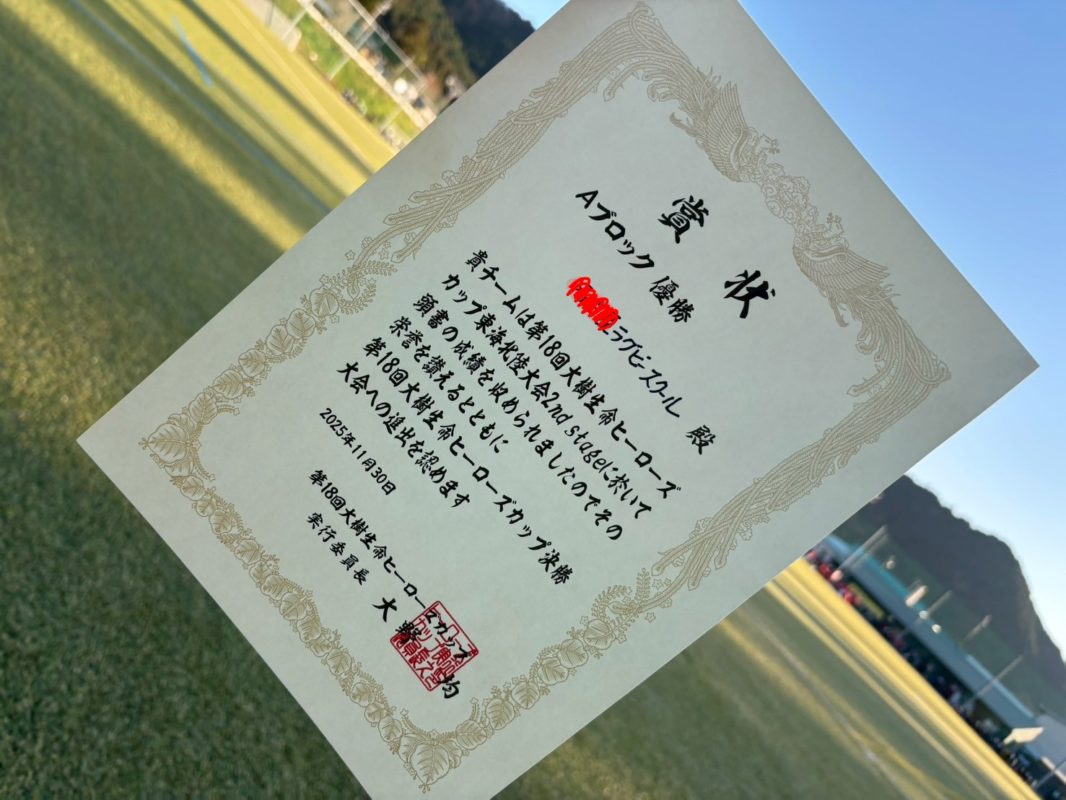 賞状
Aブロック 優勝
ラグビースクール 殿
貴チームは第18回大樹生命ヒーローズ
カップ東海北陸大会2nd stageに於いて
頭書の成績を収められましたのでその
栄誉を讃えるとともに
第18回大樹生命ヒーローズカップ決勝
大会への進出を認めます
2025年11月30日
第18回大樹生命ヒーローズカップ
実行委員長 大 均